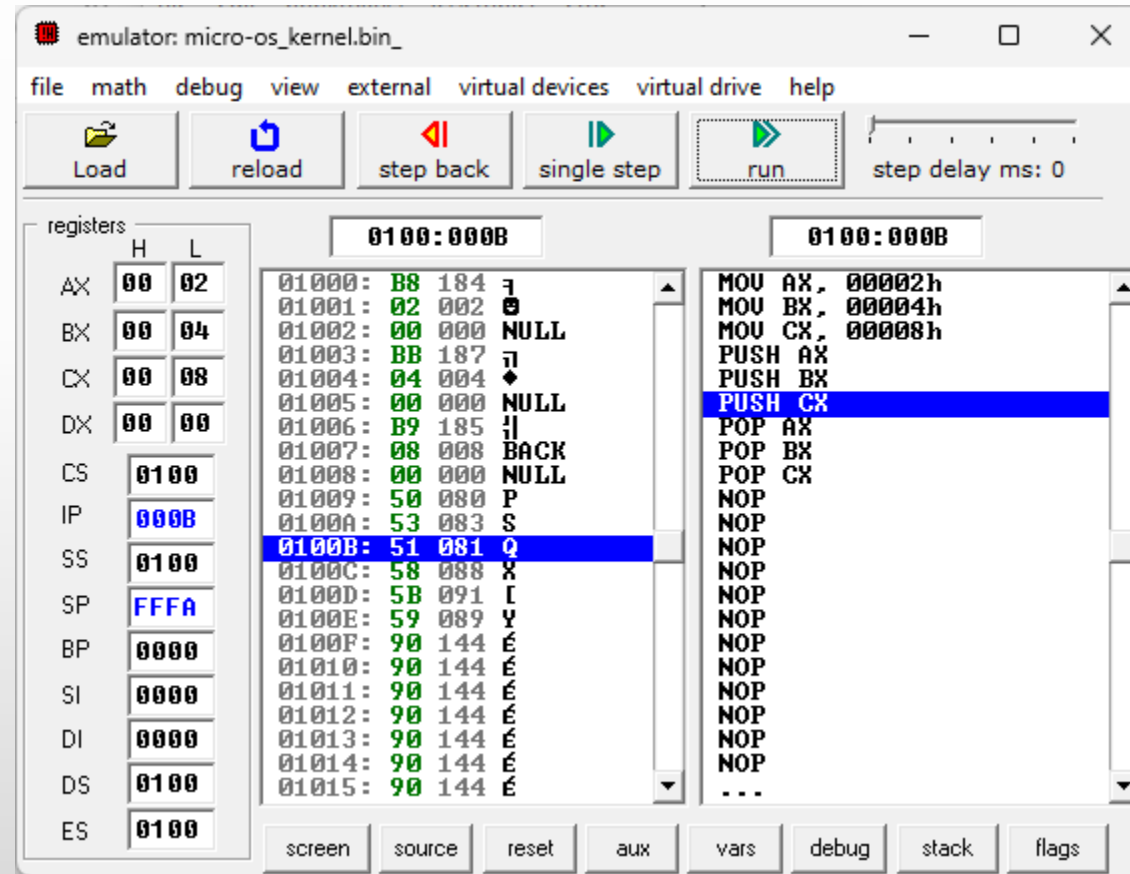 emulator: micro-os_kernel.bin_
file math debug view external virtual devices virtual drive help
Load reload step back single step run step delay ms: 0
registers
H L
0100:000B 0100:000B
AX 00 02
BX 00 04
CX 00 08
DX 00 00
CS 0100
IP 000B
SS 0100
SP FFFA
BP 0000
SI 0000
DI 0000
DS 0100
ES 0100
01000: B8 184 ╕
01001: 02 002 ☻
01002: 00 000 NULL
01003: BB 187 ╗
01004: 04 004 ♦
01005: 00 000 NULL
01006: B9 185 ╣
01007: 08 008 BACK
01008: 00 000 NULL
01009: 50 080 P
0100A: 53 083 S
0100B: 51 081 Q
0100C: 58 088 X
0100D: 5B 091 [
0100E: 59 089 Y
0100F: 90 144 É
01010: 90 144 É
01011: 90 144 É
01012: 90 144 É
01013: 90 144 É
01014: 90 144 É
01015: 90 144 É
MOV AX, 00002h
MOV BX, 00004h
MOV CX, 00008h
PUSH AX
PUSH BX
PUSH CX
POP AX
POP BX
POP CX
NOP
NOP
NOP
NOP
NOP
NOP
NOP
NOP
NOP
NOP
NOP
NOP
...
screen source reset aux vars debug stack flags